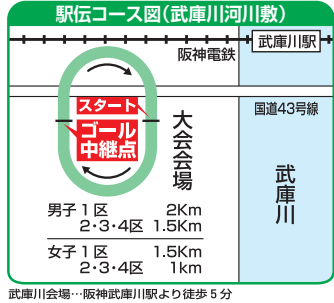 駅伝コース図(武庫川河川敷)
武庫川駅
阪神電鉄
国道43号線
スタート
ゴール
中継点
大会会場
武庫川
男子1区 2Km
2・3・4区 1.5Km
女子1区 1.5Km
2・3・4区 1km
武庫川会場…阪神武庫川駅より徒歩5分